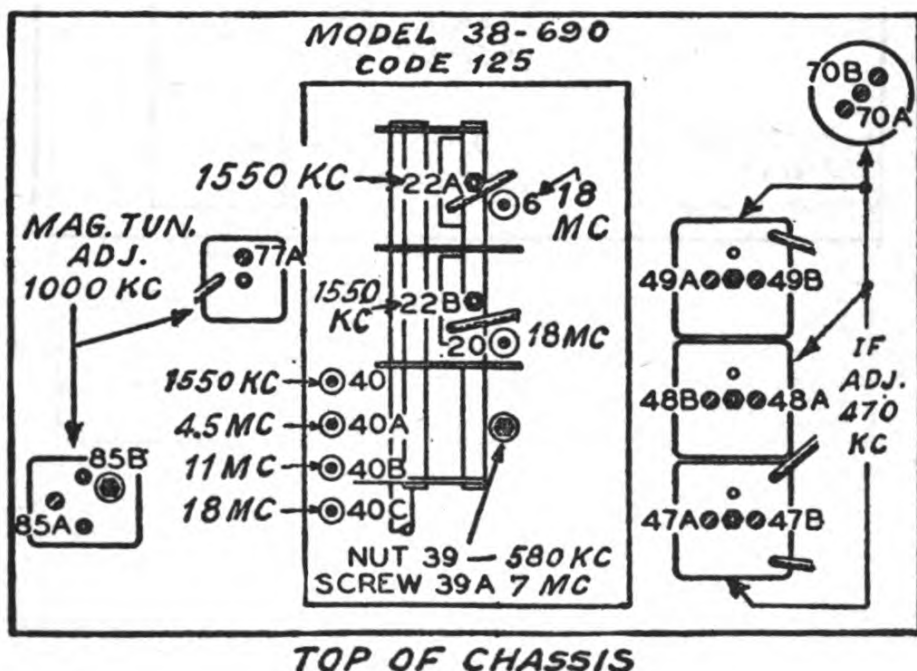 MODEL 38-690
CODE 125
70B
70A
1550 KC
22A
6
18
MC
MAG. TUN.
ADJ.
1000 KC
77A
49A
49B
1550
KC
22B
20
18MC
IF
ADJ.
470
KC
1550 KC
40
4.5 MC
40A
48B
48A
11 MC
40B
18 MC
40C
85B
85A
47A
47B
NUT 39 — 580 KC
SCREW 39A 7 MC
TOP OF CHASSIS